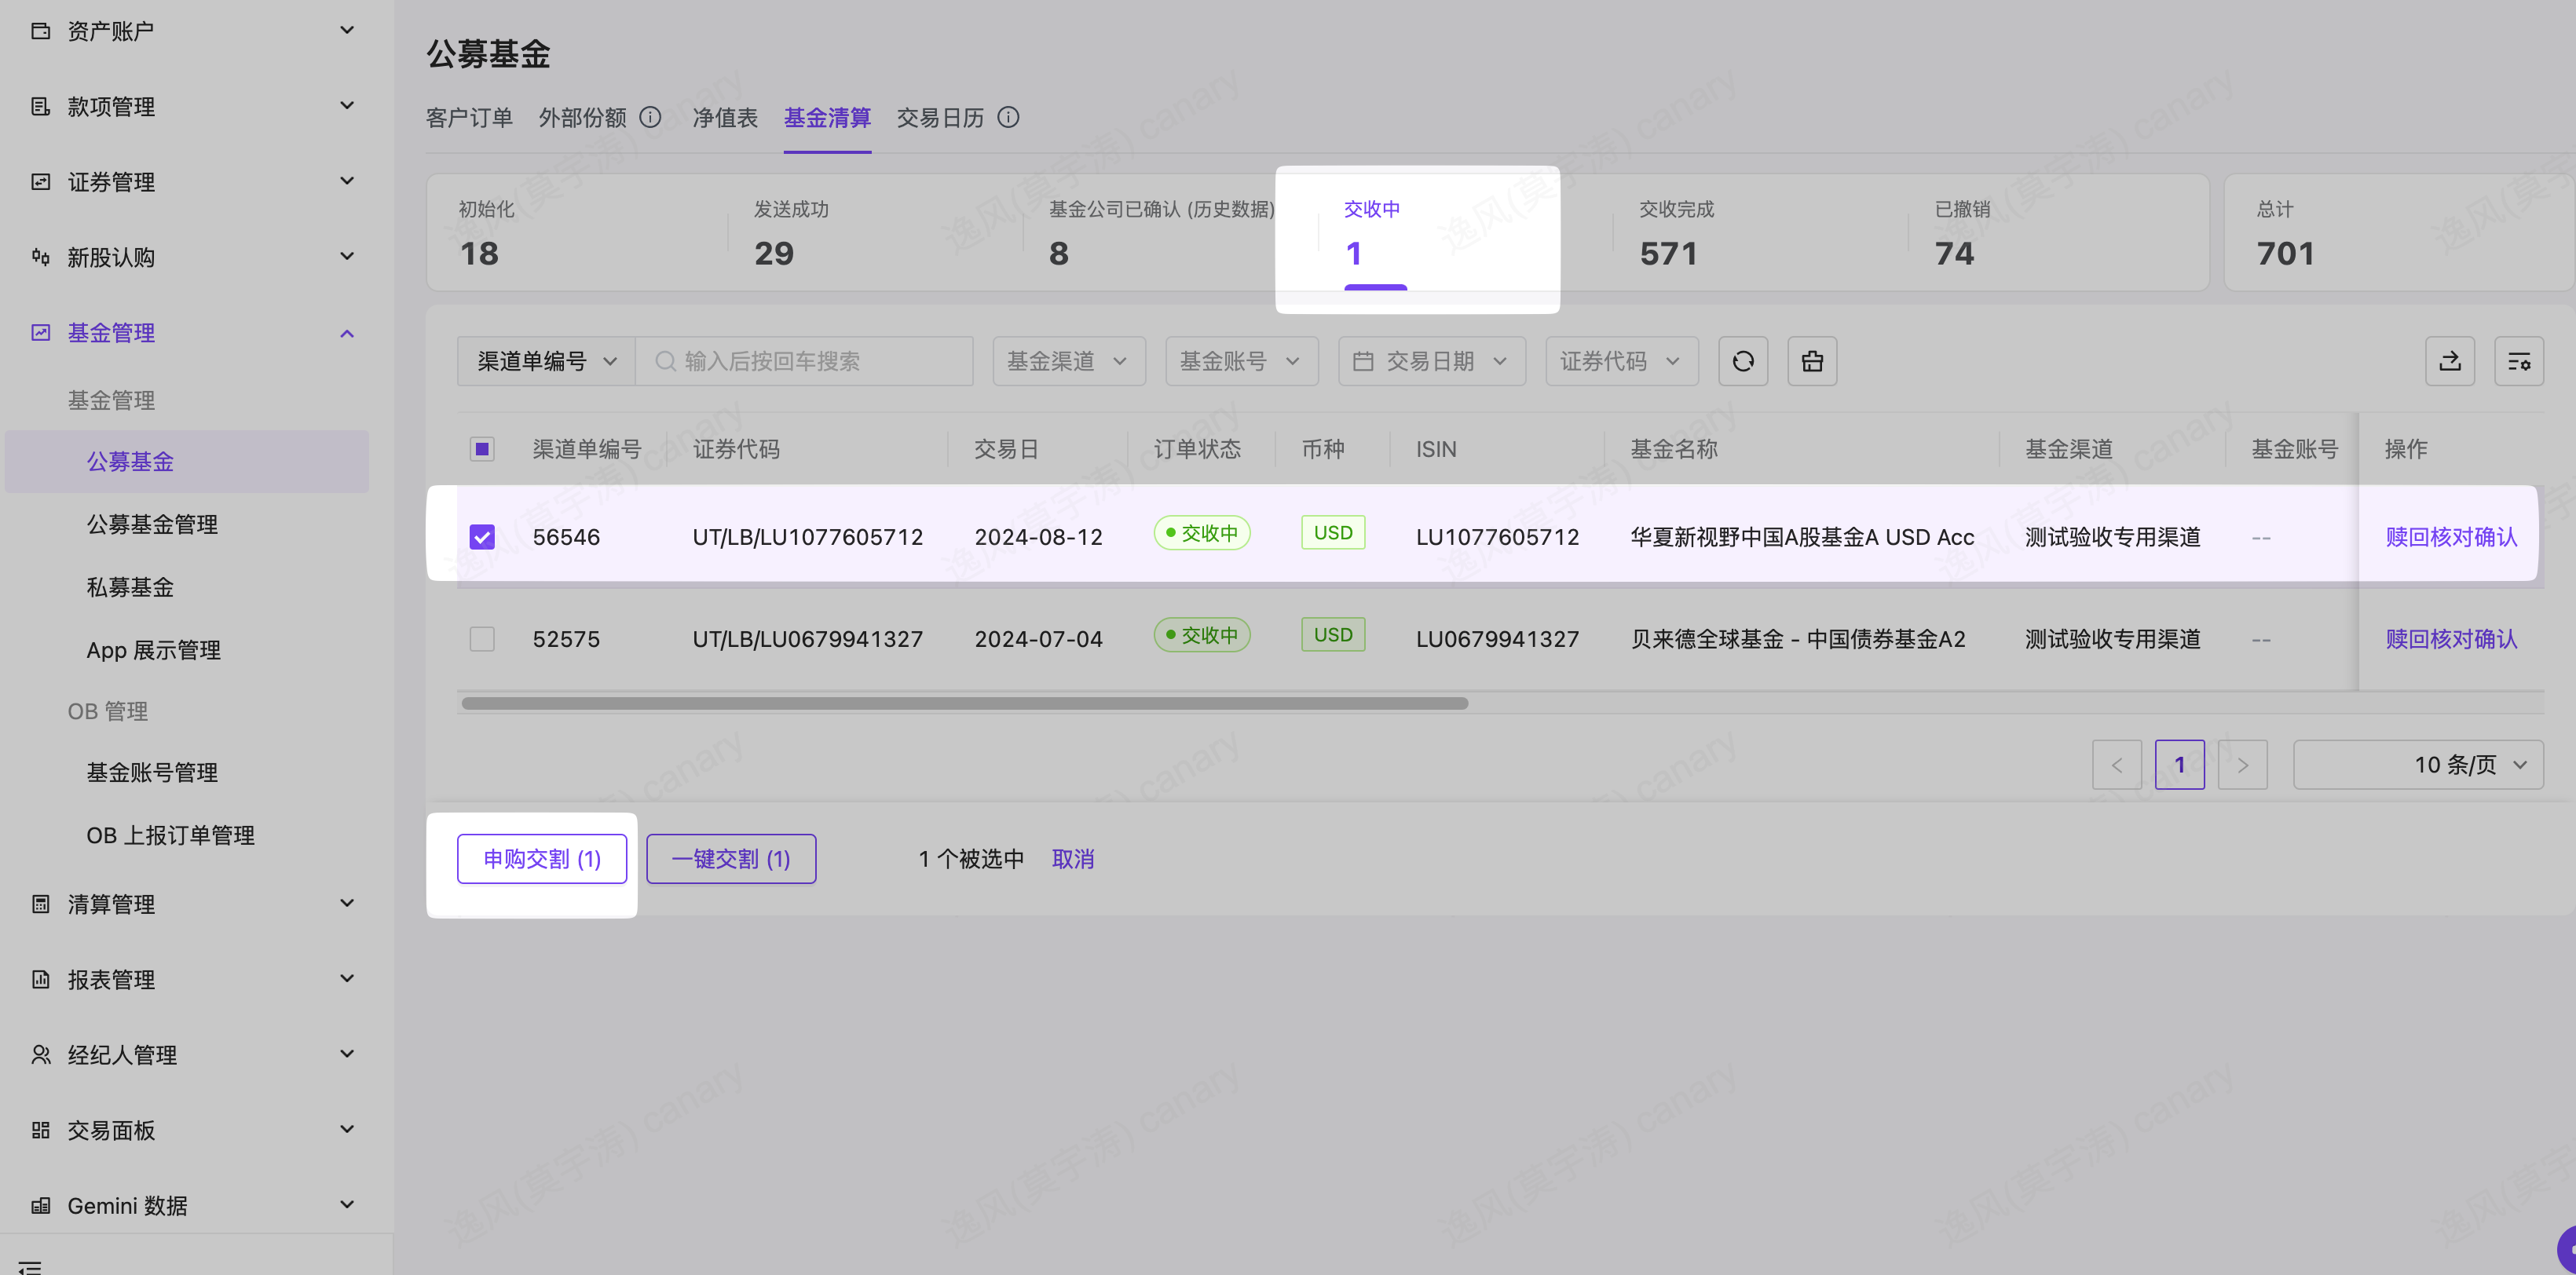 资产账户
款项管理
证券管理
新股认购
基金管理
基金管理
公募基金
公募基金管理
私募基金
App 展示管理
OB 管理
基金账号管理
OB 上报订单管理
清算管理
报表管理
经纪人管理
交易面板
Gemini 数据
公募基金
客户订单 外部份额 净值表 基金清算 交易日历
初始化 发送成功 基金公司已确认 (历史数据) 交收中 交收完成 已撤销 总计
18 29 8 1 571 74 701
渠道单编号 输入后按回车搜索 基金渠道 基金账号 交易日期 证券代码
渠道单编号 证券代码 交易日 订单状态 币种 ISIN 基金名称 基金渠道 基金账号 操作
56546 UT/LB/LU1077605712 2024-08-12 交收中 USD LU1077605712 华夏新视野中国A股基金A USD Acc 测试验收专用渠道 -- 赎回核对确认
52575 UT/LB/LU0679941327 2024-07-04 交收中 USD LU0679941327 贝来德全球基金 - 中国债券基金A2 测试验收专用渠道 -- 赎回核对确认
1 10 条/页
申购交割 (1) 一键交割 (1) 1 个被选中 取消
逸风(莫宇涛) canary